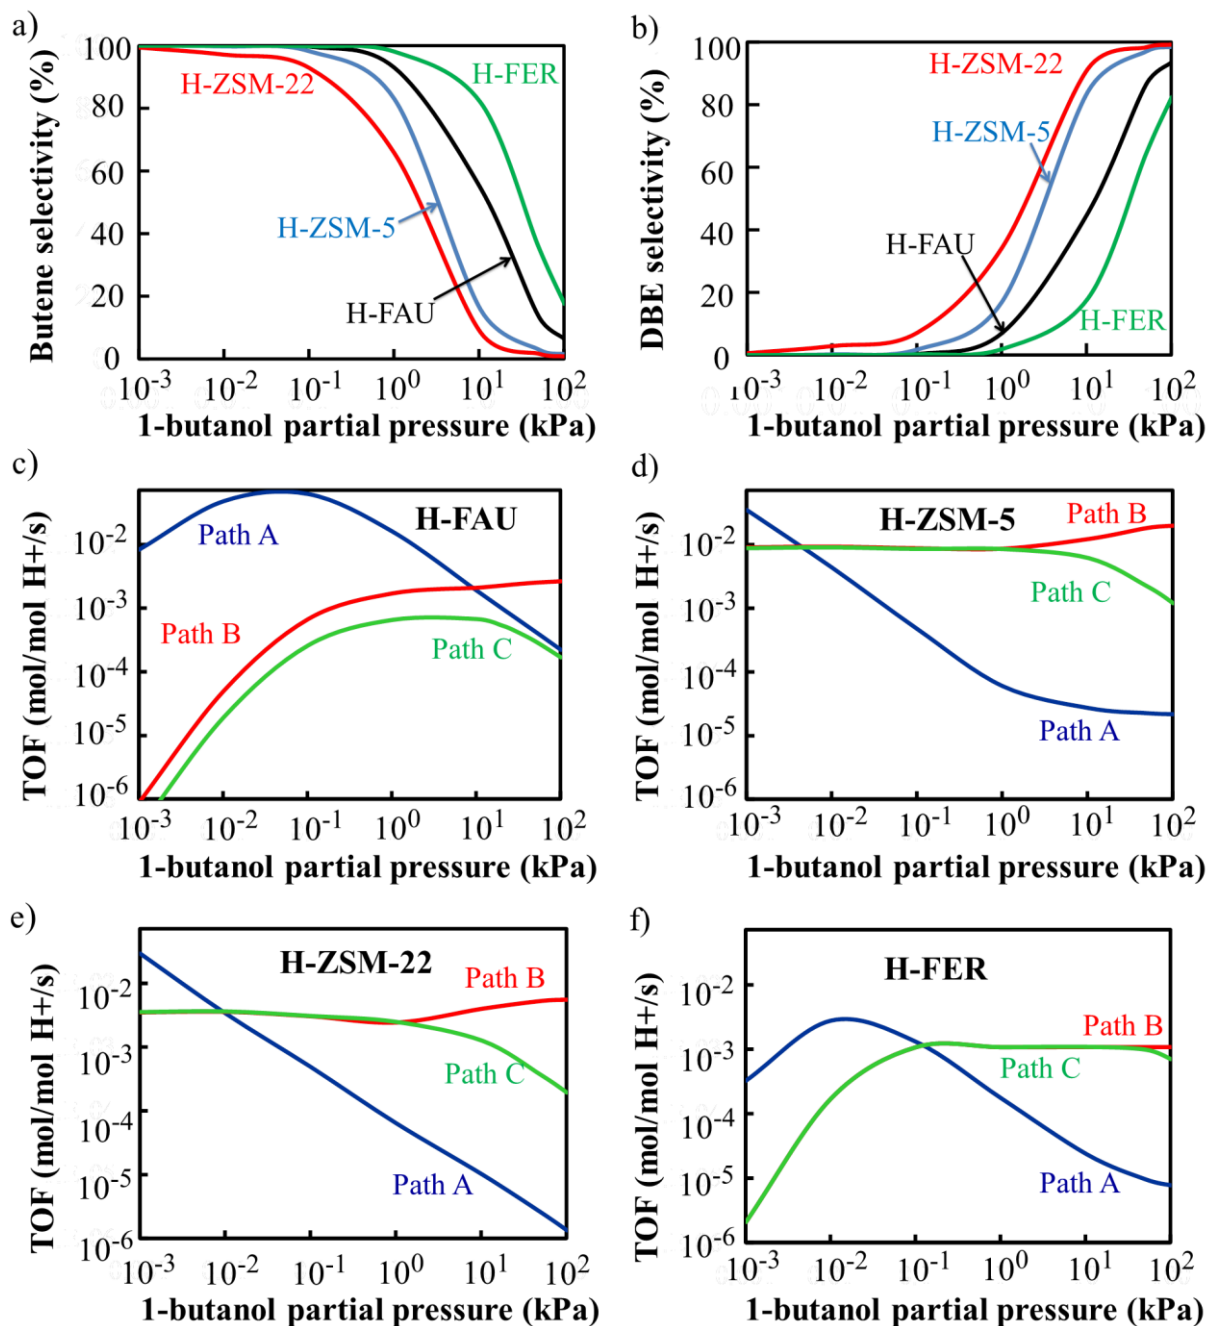 a)
Butene selectivity (%)
100
80
60
40
20
0
H-ZSM-22
H-FER
H-ZSM-5
H-FAU
10⁻³ 10⁻² 10⁻¹ 10⁰ 10¹ 10²
1-butanol partial pressure (kPa)
b)
DBE selectivity (%)
100
80
60
40
20
0
H-ZSM-22
H-ZSM-5
H-FAU
H-FER
10⁻³ 10⁻² 10⁻¹ 10⁰ 10¹ 10²
1-butanol partial pressure (kPa)
c)
TOF (mol/mol H+/s)
10⁻²
10⁻³
10⁻⁴
10⁻⁵
10⁻⁶
H-FAU
Path A
Path B
Path C
10⁻³ 10⁻² 10⁻¹ 10⁰ 10¹ 10²
1-butanol partial pressure (kPa)
d)
TOF (mol/mol H+/s)
10⁻²
10⁻³
10⁻⁴
10⁻⁵
10⁻⁶
H-ZSM-5
Path B
Path C
Path A
10⁻³ 10⁻² 10⁻¹ 10⁰ 10¹ 10²
1-butanol partial pressure (kPa)
e)
TOF (mol/mol H+/s)
10⁻²
10⁻³
10⁻⁴
10⁻⁵
10⁻⁶
H-ZSM-22
Path B
Path C
Path A
10⁻³ 10⁻² 10⁻¹ 10⁰ 10¹ 10²
1-butanol partial pressure (kPa)
f)
TOF (mol/mol H+/s)
10⁻²
10⁻³
10⁻⁴
10⁻⁵
10⁻⁶
H-FER
Path B
Path C
Path A
10⁻³ 10⁻² 10⁻¹ 10⁰ 10¹ 10²
1-butanol partial pressure (kPa)